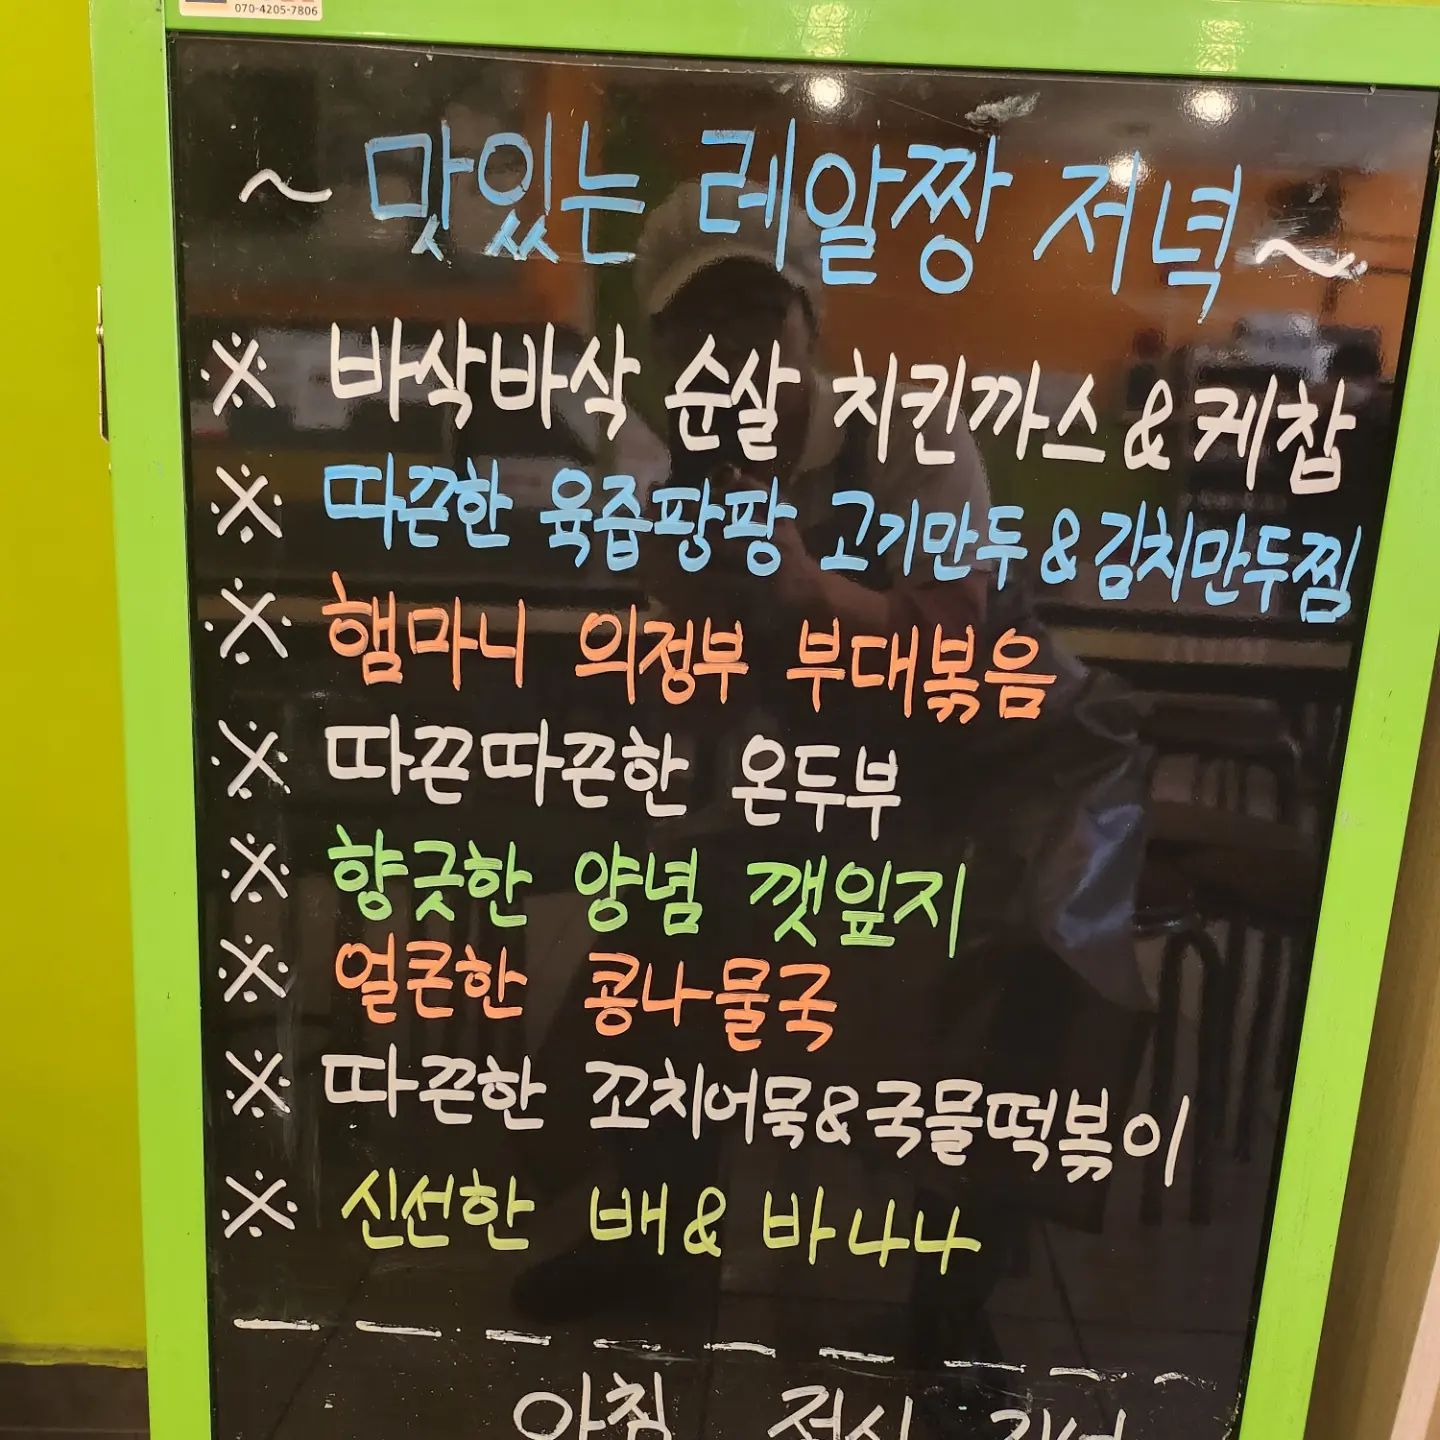 070-4205-7806
~ 맛있는 레알짱 저녁 ~
※ 바삭바삭 순살 치킨까스&케찹
※ 따끈한 육즙팡팡 고기만두&김치만두찜
※ 햄마니 의정부 부대볶음
※ 따끈따끈한 온두부
※ 향긋한 양념 깻잎지
※ 얼큰한 콩나물국
※ 따끈한 꼬치어묵&국물떡볶이
※ 신선한 배& 바나나
아침 점심 저녁